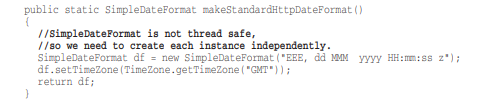 public static SimpleDateFormat makeStandardHttpDateFormat()
{
//SimpleDateFormat is not thread safe,
//so we need to create each instance independently.
SimpleDateFormat df = new SimpleDateFormat("EEE, dd MMM  yyyy HH:mm:ss z");
df.setTimeZone(TimeZone.getTimeZone("GMT"));
return df;
}